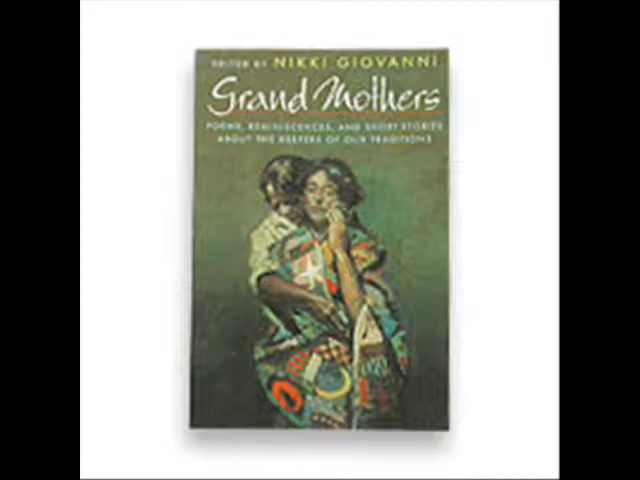 EDITED BY NIKKI GIOVANNI
Grand Mothers
POEMS, REMINISCENCES, AND SHORT STORIES
ABOUT THE KEEPERS OF OUR TRADITIONS